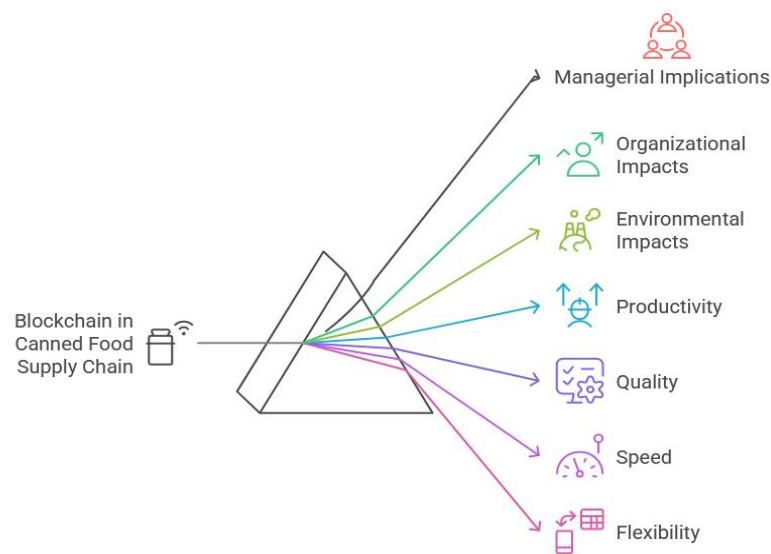 Managerial Implications
Organizational
Impacts
Environmental
Impacts
Blockchain in
Canned Food
Supply Chain
Productivity
Quality
Speed
Flexibility